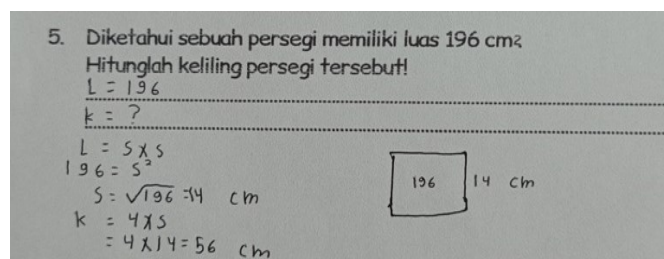 5. Diketahui sebuah persegi memiliki luas 196 cm²
Hitunglah keliling persegi tersebut!
L = 196
k = ?
L = S x S
196 = S²
S = √196 = 14 cm
k = 4 x S
= 4 x 14 = 56 cm
196
14 cm